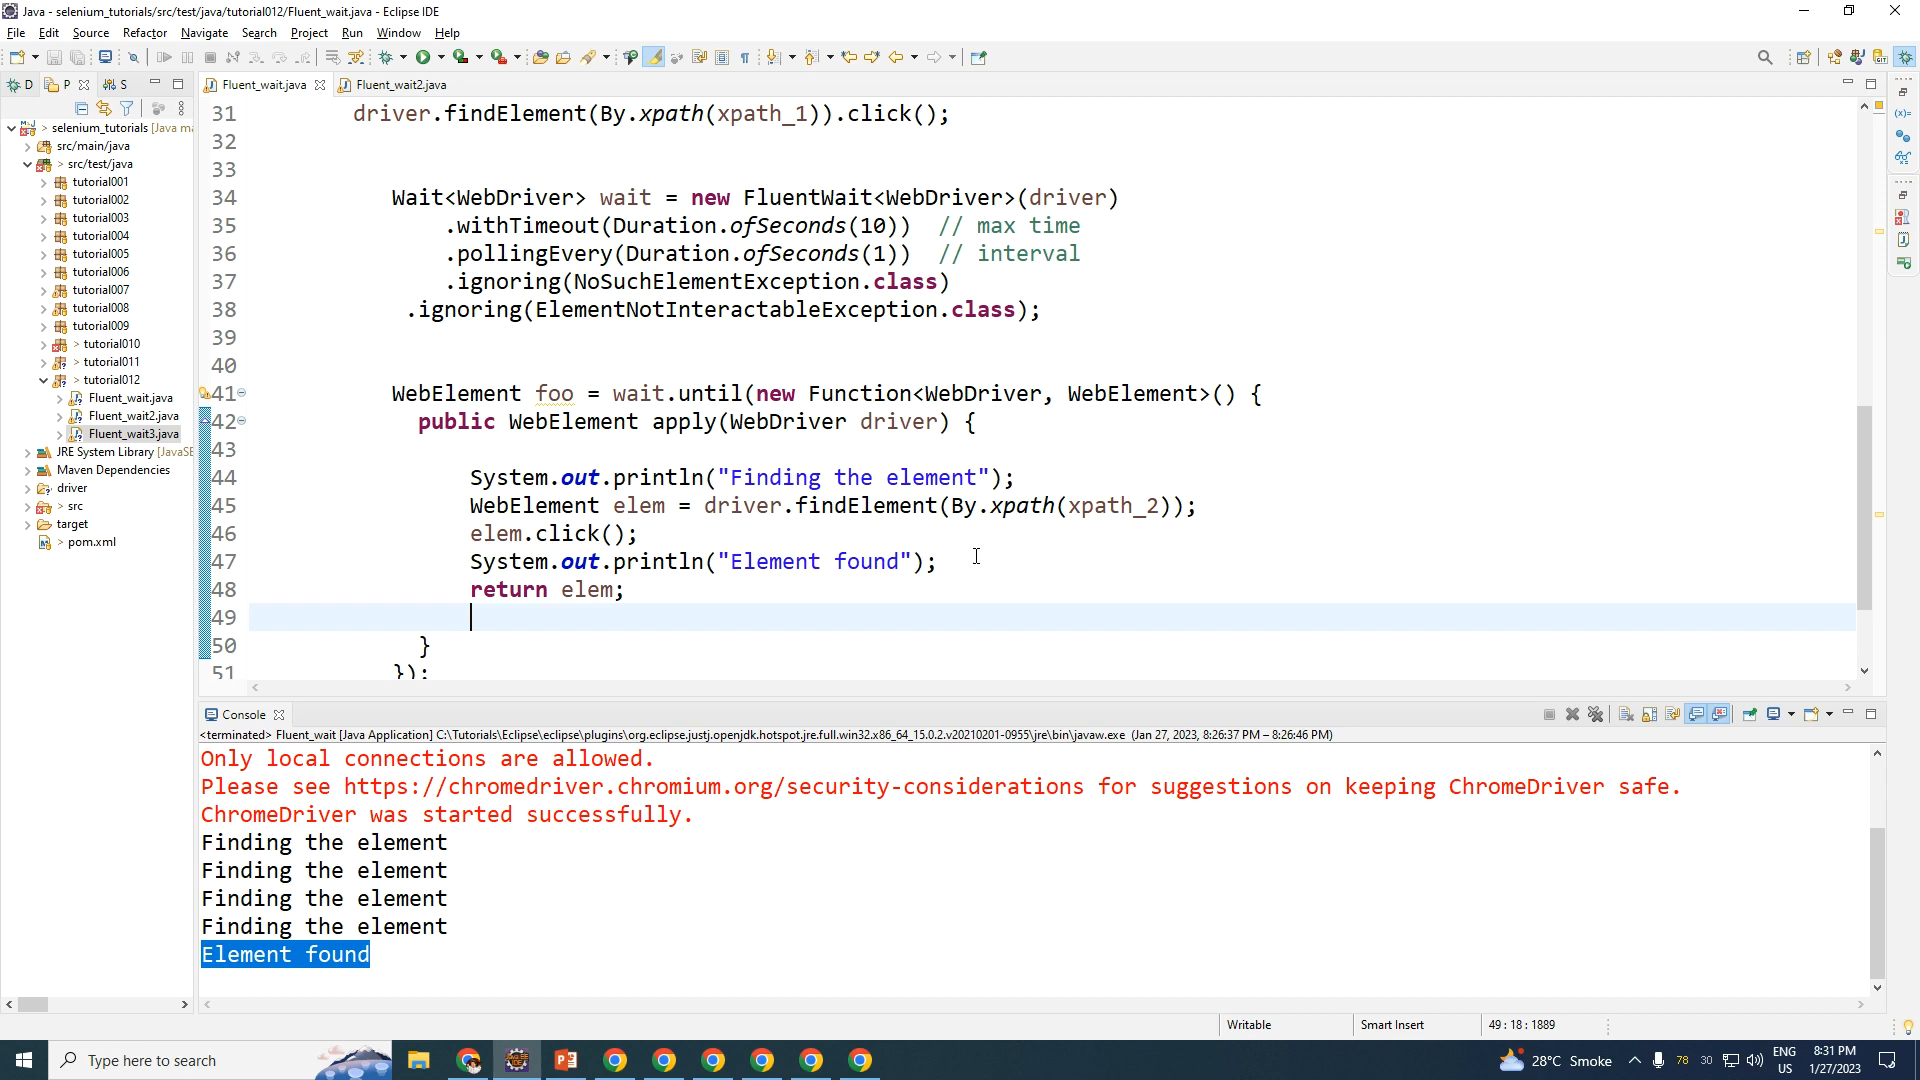 Java - selenium_tutorials/src/test/java/tutorial012/Fluent_wait.java - Eclipse IDE
File Edit Source Refactor Navigate Search Project Run Window Help
D P S
Fluent_wait.java Fluent_wait2.java
selenium_tutorials [Java ma
src/main/java
src/test/java
tutorial001
tutorial002
tutorial003
tutorial004
tutorial005
tutorial006
tutorial007
tutorial008
tutorial009
tutorial010
tutorial011
tutorial012
Fluent_wait.java
Fluent_wait2.java
Fluent_wait3.java
JRE System Library [JavaSE
Maven Dependencies
driver
src
target
pom.xml
31 driver.findElement(By.xpath(xpath_1)).click();
32
33
34 Wait<WebDriver> wait = new FluentWait<WebDriver>(driver)
35 .withTimeout(Duration.ofSeconds(10)) // max time
36 .pollingEvery(Duration.ofSeconds(1)) // interval
37 .ignoring(NoSuchElementException.class)
38 .ignoring(ElementNotInteractableException.class);
39
40
41 WebElement foo = wait.until(new Function<WebDriver, WebElement>() {
42 public WebElement apply(WebDriver driver) {
43
44 System.out.println("Finding the element");
45 WebElement elem = driver.findElement(By.xpath(xpath_2));
46 elem.click();
47 System.out.println("Element found");
48 return elem;
49
50 }
51 });
Console
<terminated> Fluent_wait [Java Application] C:\Tutorials\Eclipse\eclipse\plugins\org.eclipse.justj.openjdk.hotspot.jre.full.win32.x86_64_15.0.2.v20210201-0955\jre\bin\javaw.exe (Jan 27, 2023, 8:26:37 PM – 8:26:46 PM)
Only local connections are allowed.
Please see https://chromedriver.chromium.org/security-considerations for suggestions on keeping ChromeDriver safe.
ChromeDriver was started successfully.
Finding the element
Finding the element
Finding the element
Finding the element
Element found
Writable Smart Insert 49 : 18 : 1889
Type here to search
28°C Smoke 78 30 ENG US 8:31 PM 1/27/2023